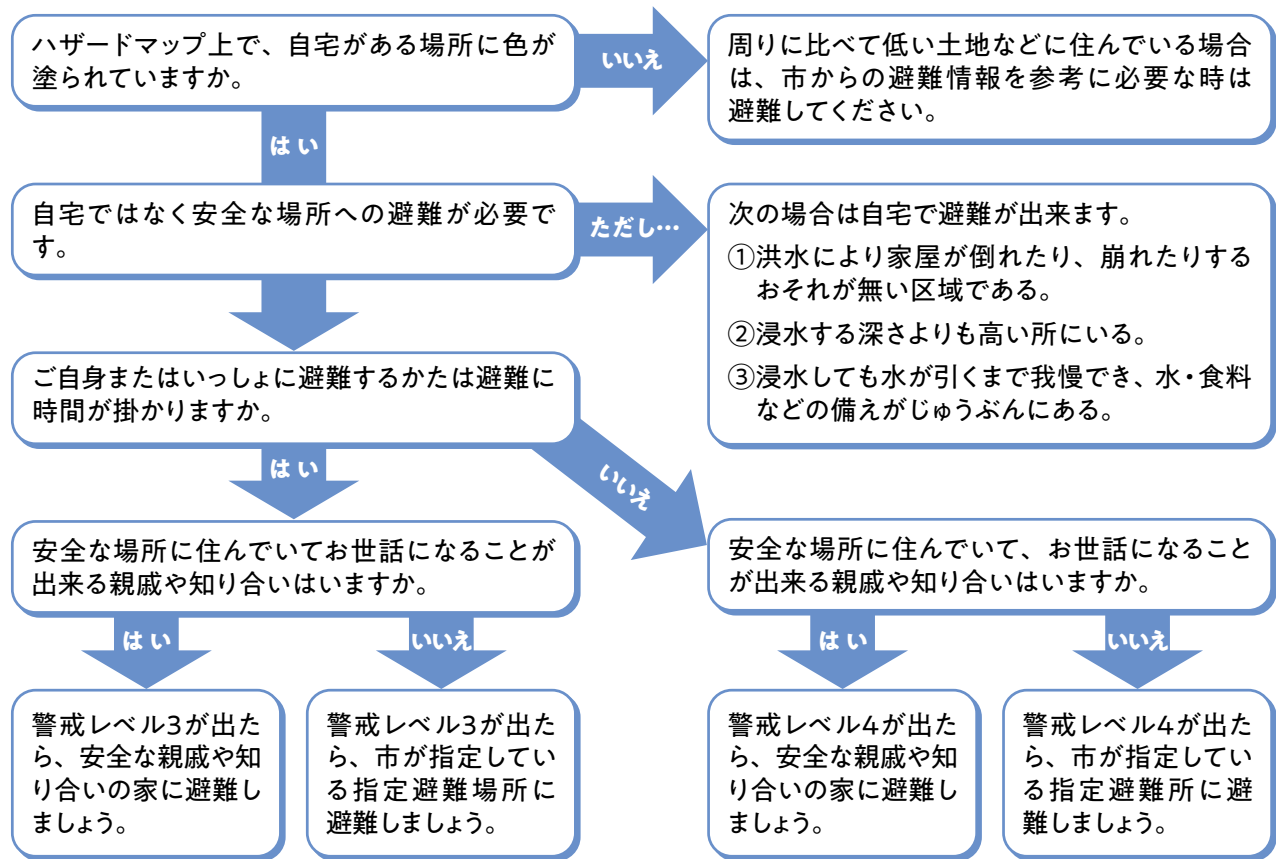 ハザードマップ上で、自宅がある場所に色が
塗られていますか。
いいえ
周りに比べて低い土地などに住んでいる場合
は、市からの避難情報を参考に必要な時は
避難してください。
はい
自宅ではなく安全な場所への避難が必要で
す。
ただし…
次の場合は自宅で避難が出来ます。
①洪水により家屋が倒れたり、崩れたりする
おそれが無い区域である。
②浸水する深さよりも高い所にいる。
③浸水しても水が引くまで我慢でき、水・食料
などの備えがじゅうぶんにある。
ご自身またはいっしょに避難するかたは避難に
時間が掛かりますか。
はい
いいえ
安全な場所に住んでいてお世話になることが
出来る親戚や知り合いはいますか。
はい
いいえ
警戒レベル3が出た
ら、安全な親戚や知
り合いの家に避難し
ましょう。
警戒レベル3が出た
ら、市が指定してい
る指定避難場所に
避難しましょう。
安全な場所に住んでいて、お世話になること
が出来る親戚や知り合いはいますか。
はい
いいえ
警戒レベル4が出た
ら、安全な親戚や知
り合いの家に避難し
ましょう。
警戒レベル4が出た
ら、市が指定してい
る指定避難所に避
難しましょう。